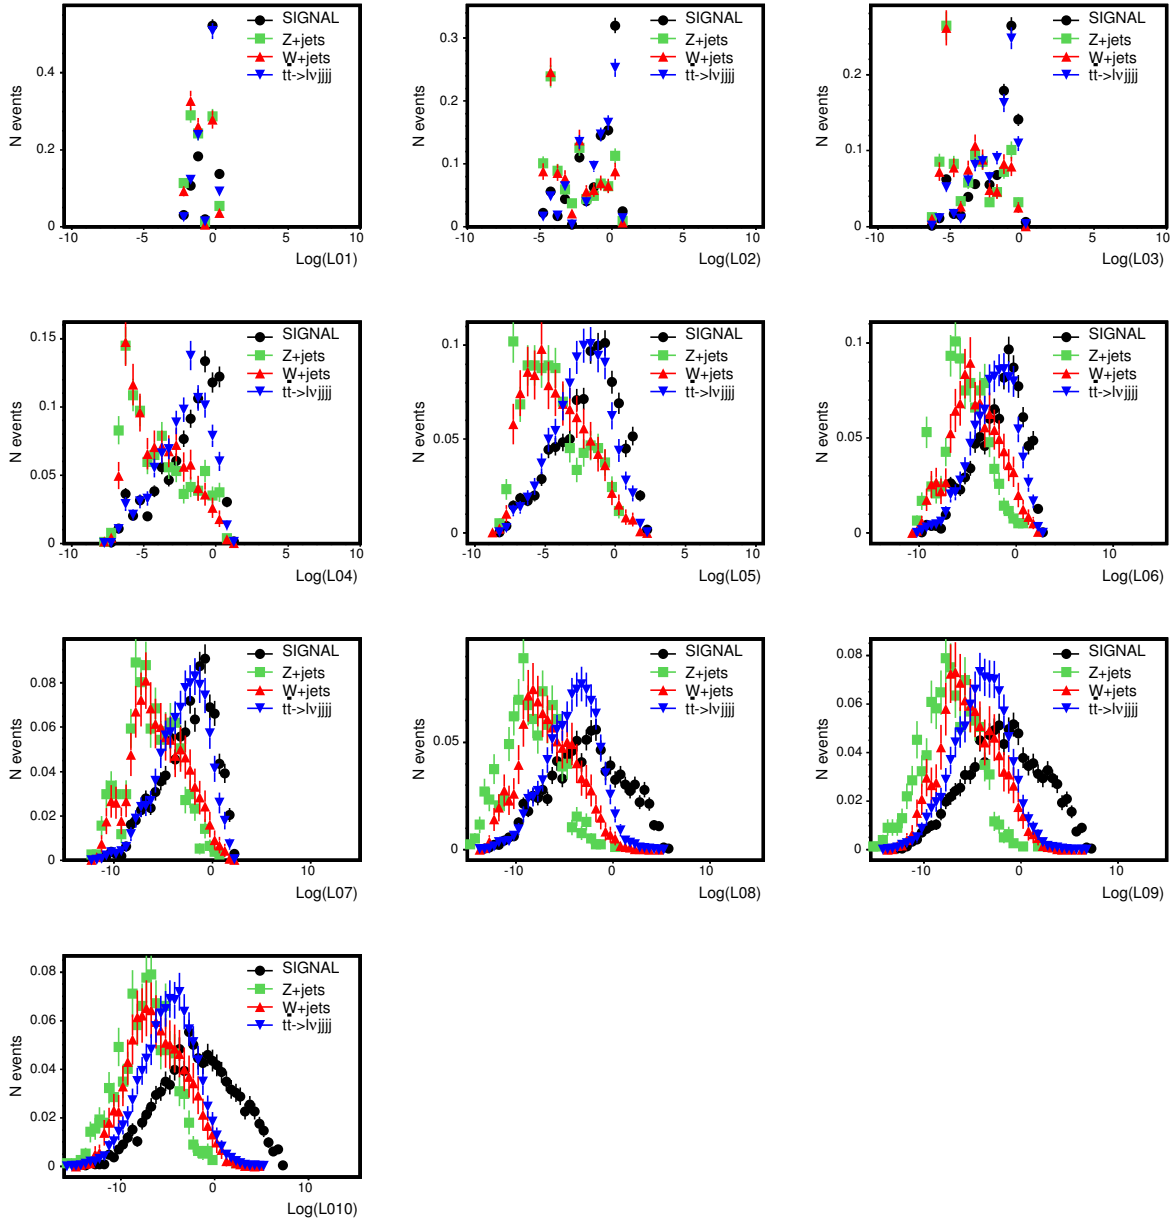 N events
0.4
0.2
0
-10
-5
0
5
10
Log(L01)
SIGNAL
Z+jets
W+jets
tt->lvjjjj
N events
0.3
0.2
0.1
0
-10
-5
0
5
10
Log(L02)
SIGNAL
Z+jets
W+jets
tt->lvjjjj
N events
0.2
0.1
0
-10
-5
0
5
10
Log(L03)
SIGNAL
Z+jets
W+jets
tt->lvjjjj
N events
0.15
0.1
0.05
0
-10
-5
0
5
10
Log(L04)
SIGNAL
Z+jets
W+jets
tt->lvjjjj
N events
0.1
0.05
0
-10
-5
0
5
10
Log(L05)
SIGNAL
Z+jets
W+jets
tt->lvjjjj
N events
0.1
0.05
0
-10
0
10
Log(L06)
SIGNAL
Z+jets
W+jets
tt->lvjjjj
N events
0.08
0.06
0.04
0.02
0
-10
0
10
Log(L07)
SIGNAL
Z+jets
W+jets
tt->lvjjjj
N events
0.05
0
-10
0
10
Log(L08)
SIGNAL
Z+jets
W+jets
tt->lvjjjj
N events
0.08
0.06
0.04
0.02
0
-10
0
10
Log(L09)
SIGNAL
Z+jets
W+jets
tt->lvjjjj
N events
0.08
0.06
0.04
0.02
0
-10
0
10
Log(L010)
SIGNAL
Z+jets
W+jets
tt->lvjjjj